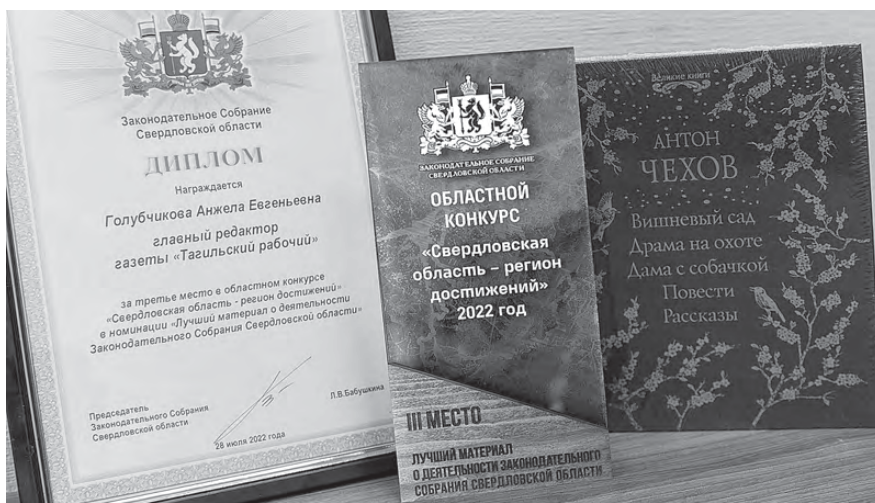 Законодательное Собрание
Свердловской области
ДИПЛОМ
Награждается
Голубчикова Анжела Евгеньевна
главный редактор
газеты «Тагильский рабочий»
за третье место в областном конкурсе
«Свердловская область - регион достижений»
в номинации «Лучший материал о деятельности
Законодательного Собрания Свердловской области»
Председатель
Законодательного Собрания
Свердловской области
Л.В.Бабушкина
28 июля 2022 года
ЗАКОНОДАТЕЛЬНОЕ СОБРАНИЕ
СВЕРДЛОВСКОЙ ОБЛАСТИ
ОБЛАСТНОЙ
КОНКУРС
«Свердловская
область – регион
достижений»
2022 год
III МЕСТО
ЛУЧШИЙ МАТЕРИАЛ
О ДЕЯТЕЛЬНОСТИ ЗАКОНОДАТЕЛЬНОГО
СОБРАНИЯ СВЕРДЛОВСКОЙ ОБЛАСТИ
Великие книги
АНТОН
ЧЕХОВ
Вишневый сад
Драма на охоте
Дама с собачкой
Повести
Рассказы